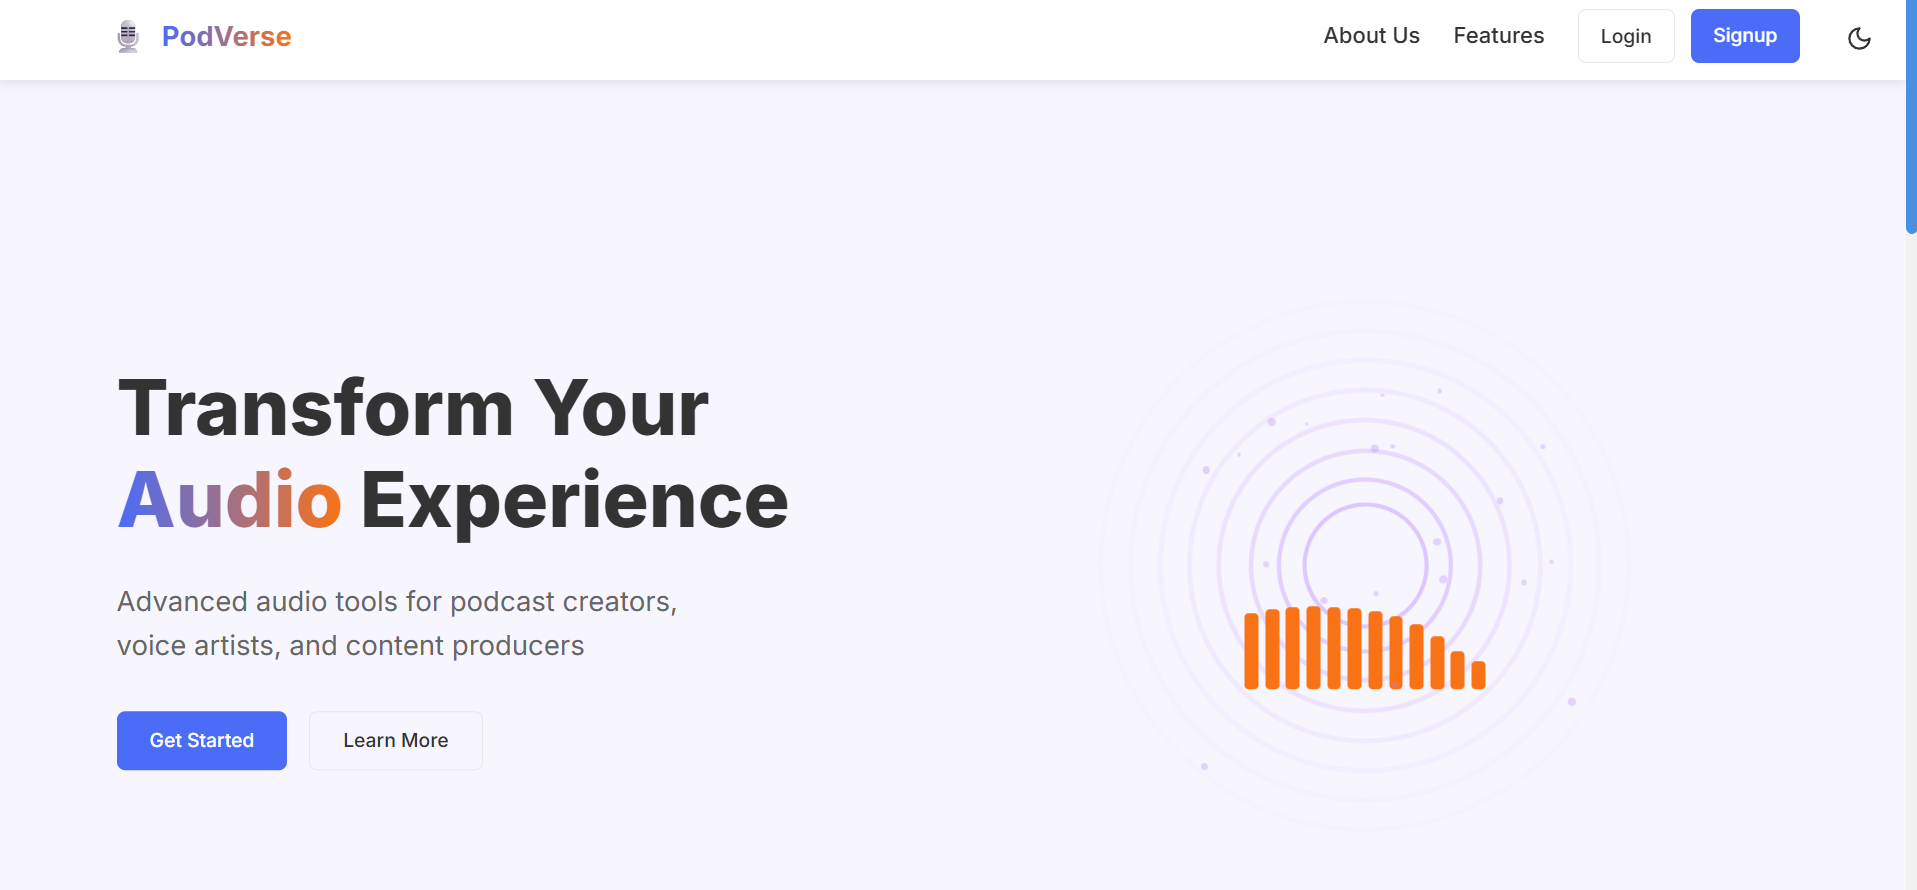 PodVerse
About Us
Features
Login
Signup
Transform Your
Audio Experience
Advanced audio tools for podcast creators,
voice artists, and content producers
Get Started
Learn More